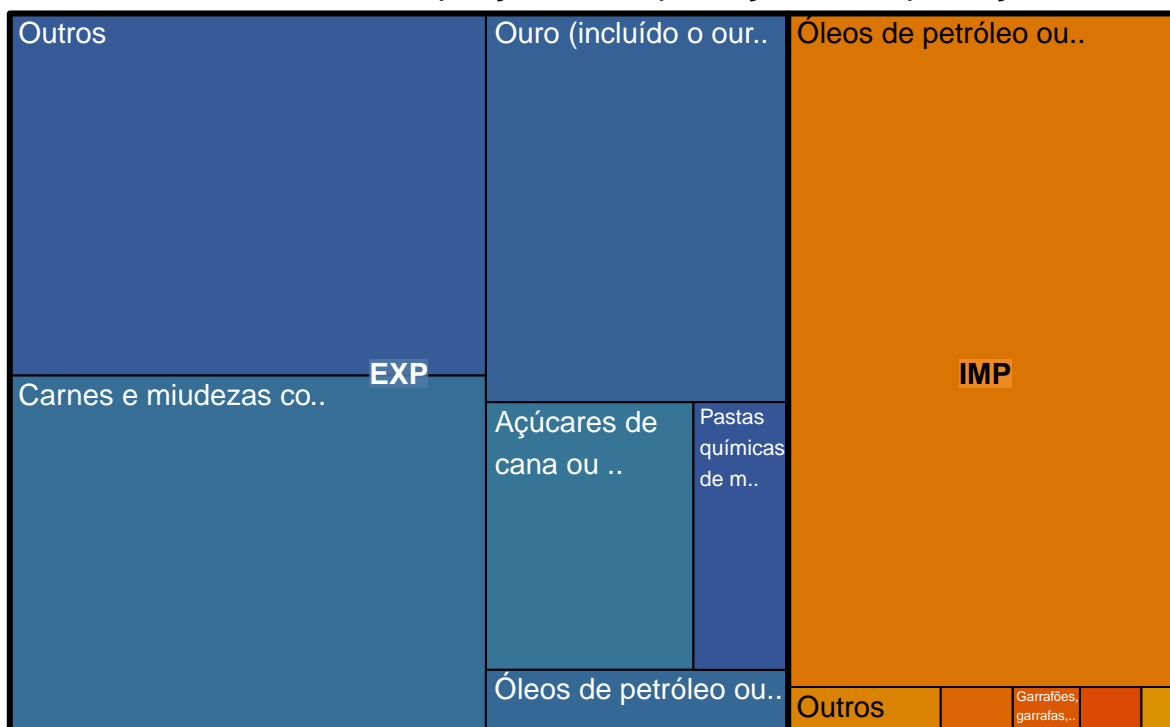 Outros
Ouro (incluído o our..
Óleos de petróleo ou..
EXP
IMP
Carnes e miudezas co..
Açúcares de
cana ou ..
Pastas
químicas
de m..
Óleos de petróleo ou..
Outros
Garrafões,
garrafas,..